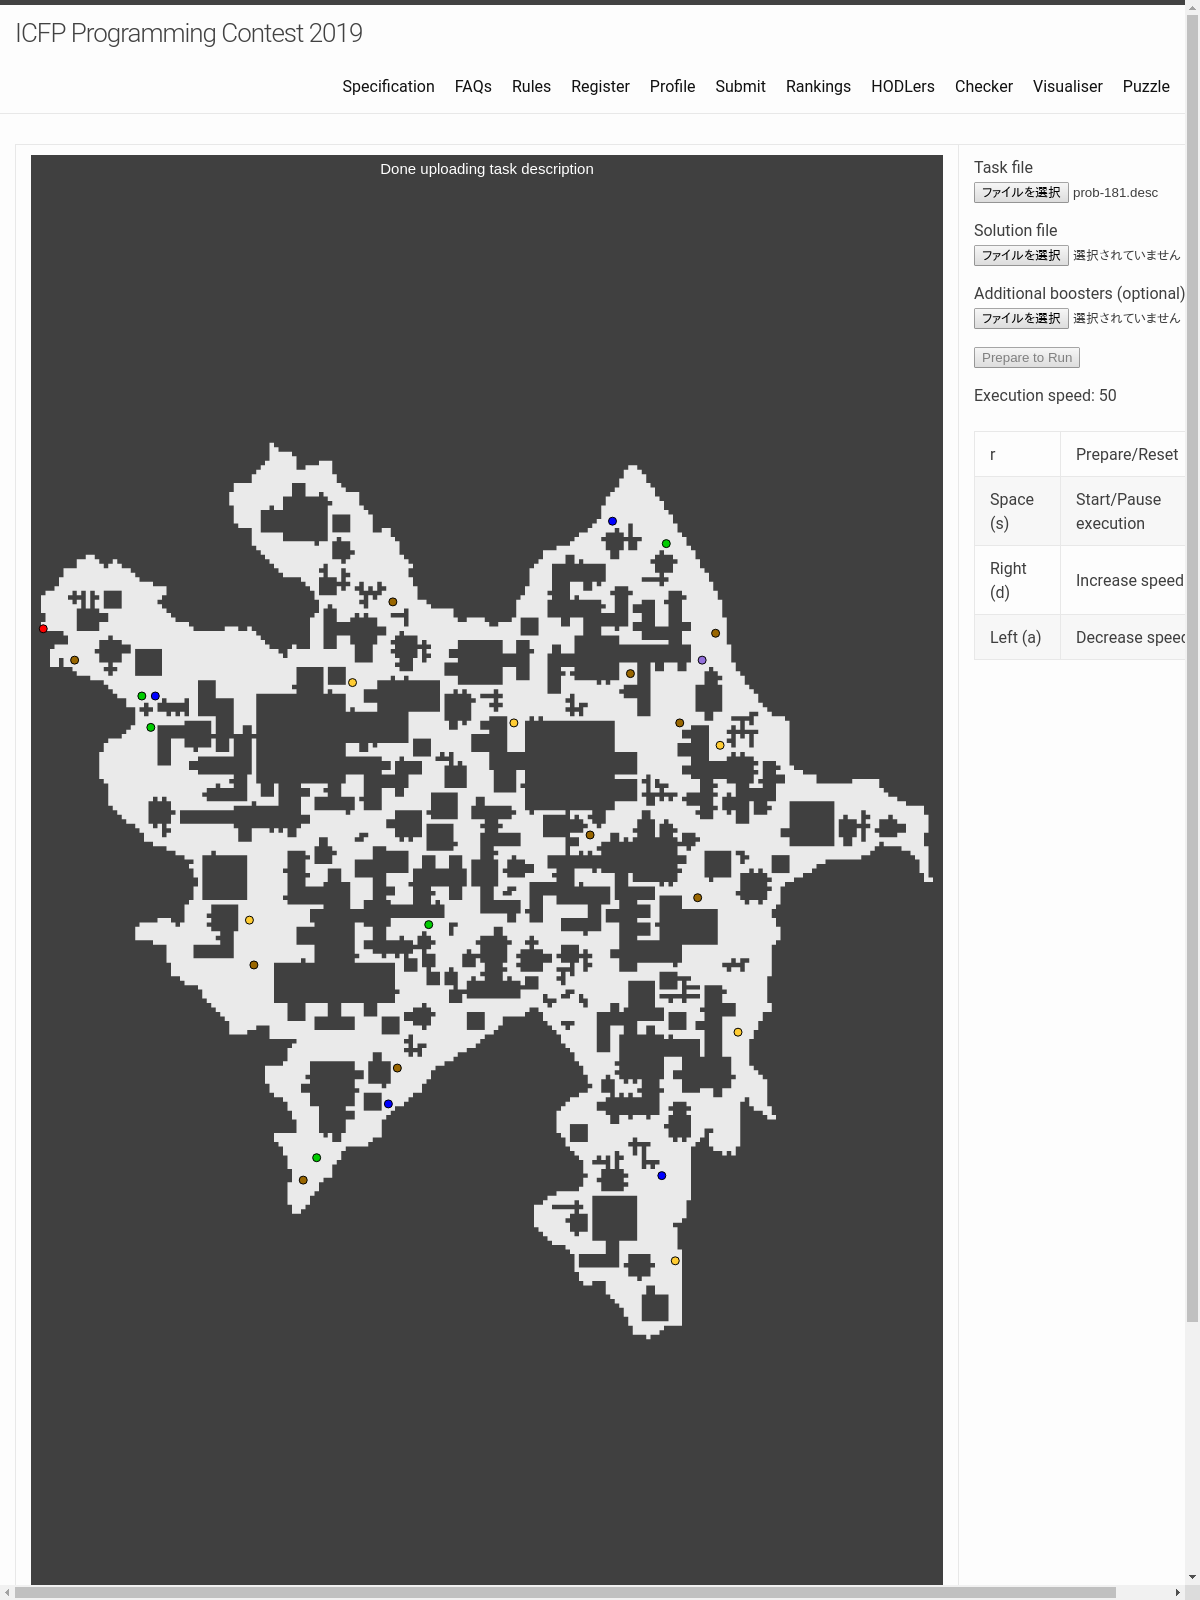 ICFP Programming Contest 2019
Specification FAQs Rules Register Profile Submit Rankings HODLers Checker Visualiser Puzzle
Done uploading task description
Task file
ファイルを選択 prob-181.desc
Solution file
ファイルを選択 選択されていません
Additional boosters (optional)
ファイルを選択 選択されていません
Prepare to Run
Execution speed: 50
r Prepare/Reset
Space (s) Start/Pause execution
Right (d) Increase speed
Left (a) Decrease speed